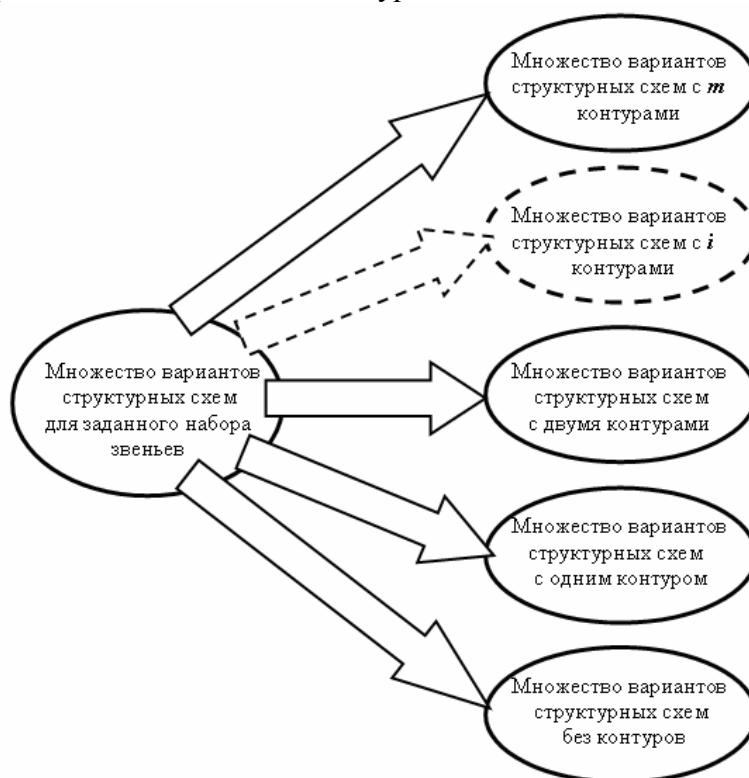 ур
Множество вариантов
структурных схем с m
контурами
Множество вариантов
структурных схем с i
контурами
Множество вариантов
структурных схем
для заданного набора
звеньев
Множество вариантов
структурных схем
с двумя контурами
Множество вариантов
структурных схем
с одним контуром
Множество вариантов
структурных схем
без контуров